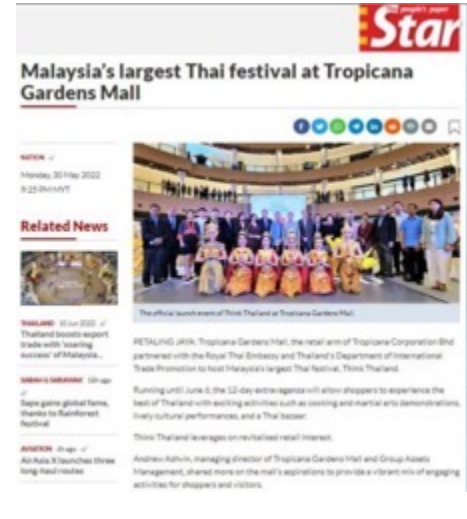 The people's paper
Star
Malaysia's largest Thai festival at Tropicana
Gardens Mall
NATION
Monday, 30 May 2022
9:25 PM MYT
Related News
The official launch event of Think Thailand at Tropicana Gardens Mall.
THAILAND 10 Jun 2022
Thailand boosts export
trade with 'soaring
success' of Malaysia...
PETALING JAYA: Tropicana Gardens Mall, the retail arm of Tropicana Corporation Bhd
partnered with the Royal Thai Embassy and Thailand's Department of International
Trade Promotion to host Malaysia's largest Thai festival, Think Thailand.
SABAH & SARAWAK
Sape gains global fame,
thanks to Rainforest
festival
Running until June 6, the 12-day extravaganza will allow shoppers to experience the
best of Thailand with exciting activities such as cooking and martial arts demonstrations,
lively cultural performances, and a Thai bazaar.
Think Thailand leverages on revitalised retail interest.
AVIATION
AirAsia X launches three
long-haul routes
Andrew Ashvin, managing director of Tropicana Gardens Mall and Group Assets
Management, shared more on the mall's aspirations to provide a vibrant mix of engaging
activities for shoppers and visitors.